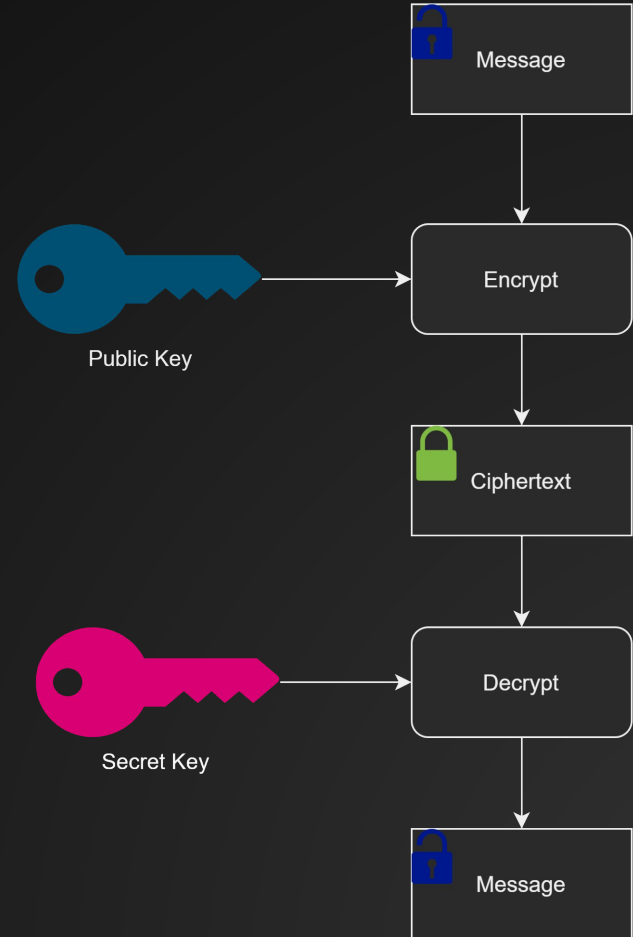 Message
Encrypt
Public Key
Ciphertext
Decrypt
Secret Key
Message